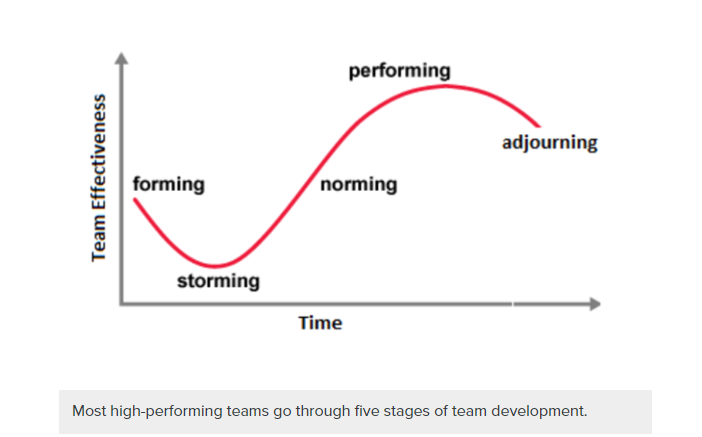 performing
adjourning
forming
norming
storming
Team Effectiveness
Time
Most high-performing teams go through five stages of team development.